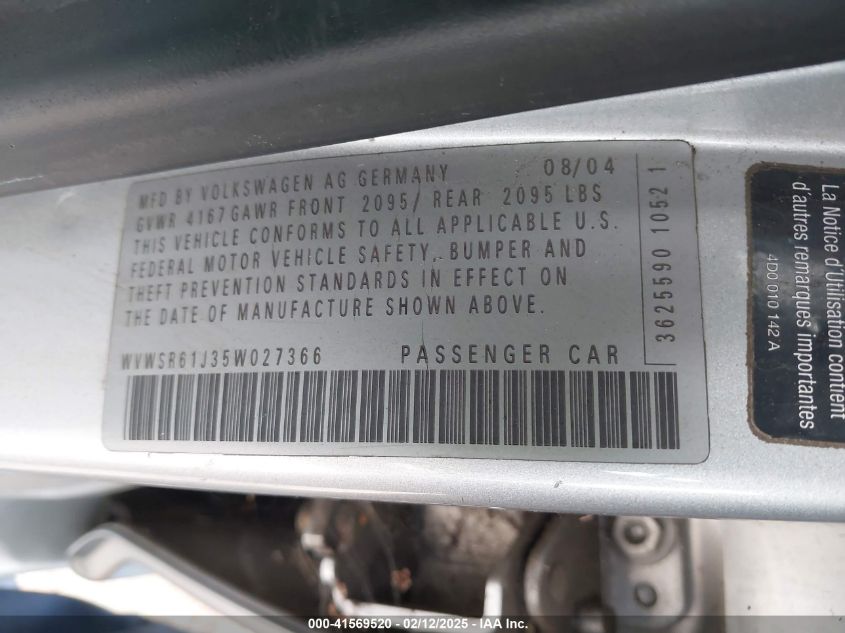 MFD BY VOLKSWAGEN AG GERMANY 08/04
GVWR 4167 GAWR FRONT 2095/ REAR 2095 LBS
THIS VEHICLE CONFORMS TO ALL APPLICABLE U.S.
FEDERAL MOTOR VEHICLE SAFETY, BUMPER AND
THEFT PREVENTION STANDARDS IN EFFECT ON
THE DATE OF MANUFACTURE SHOWN ABOVE.
WVWSR61J35W027366 PASSENGER CAR
3625590 1052 1
La Notice d'Utilisation contient
d'autres remarques importantes
4D0 010 142 A
000-41569520 - 02/12/2025 - IAA Inc.